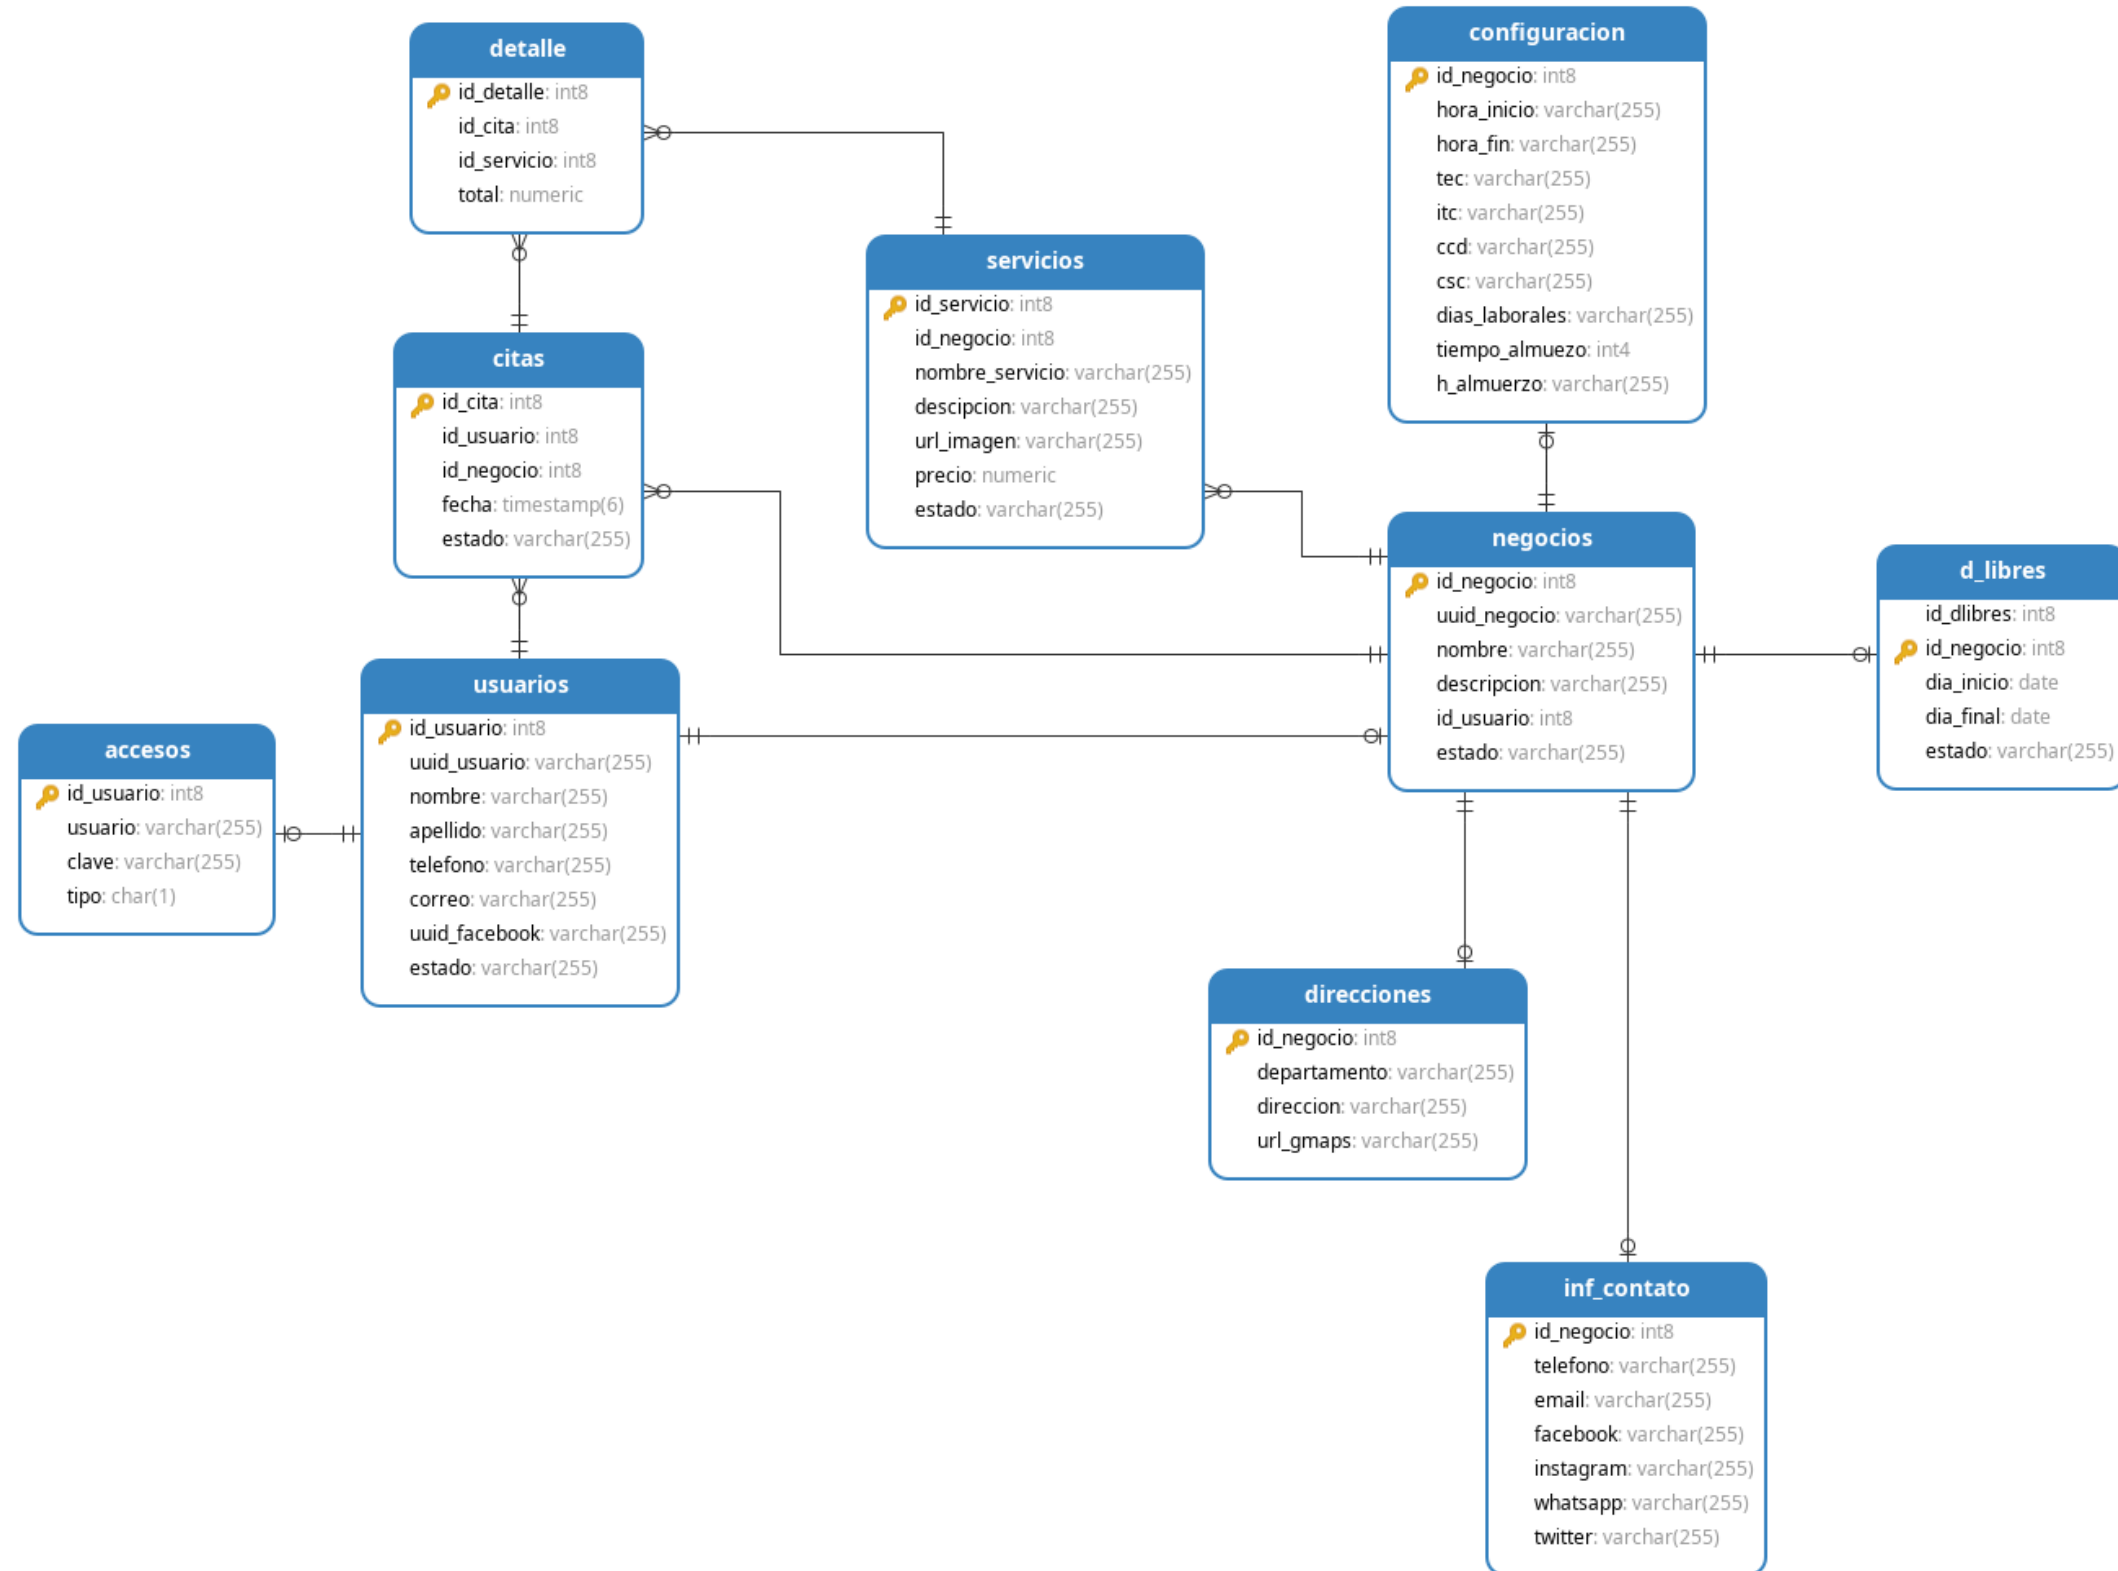 detalle
id_detalle: int8
id_cita: int8
id_servicio: int8
total: numeric
configuracion
id_negocio: int8
hora_inicio: varchar(255)
hora_fin: varchar(255)
tec: varchar(255)
itc: varchar(255)
ccd: varchar(255)
csc: varchar(255)
dias_laborales: varchar(255)
tiempo_almuezo: int4
h_almuerzo: varchar(255)
servicios
id_servicio: int8
id_negocio: int8
nombre_servicio: varchar(255)
descipcion: varchar(255)
url_imagen: varchar(255)
precio: numeric
estado: varchar(255)
citas
id_cita: int8
id_usuario: int8
id_negocio: int8
fecha: timestamp(6)
estado: varchar(255)
negocios
id_negocio: int8
uuid_negocio: varchar(255)
nombre: varchar(255)
descripcion: varchar(255)
id_usuario: int8
estado: varchar(255)
d_libres
id_dlibres: int8
id_negocio: int8
dia_inicio: date
dia_final: date
estado: varchar(255)
usuarios
id_usuario: int8
uuid_usuario: varchar(255)
nombre: varchar(255)
apellido: varchar(255)
telefono: varchar(255)
correo: varchar(255)
uuid_facebook: varchar(255)
estado: varchar(255)
accesos
id_usuario: int8
usuario: varchar(255)
clave: varchar(255)
tipo: char(1)
direcciones
id_negocio: int8
departamento: varchar(255)
direccion: varchar(255)
url_gmaps: varchar(255)
inf_contato
id_negocio: int8
telefono: varchar(255)
email: varchar(255)
facebook: varchar(255)
instagram: varchar(255)
whatsapp: varchar(255)
twitter: varchar(255)